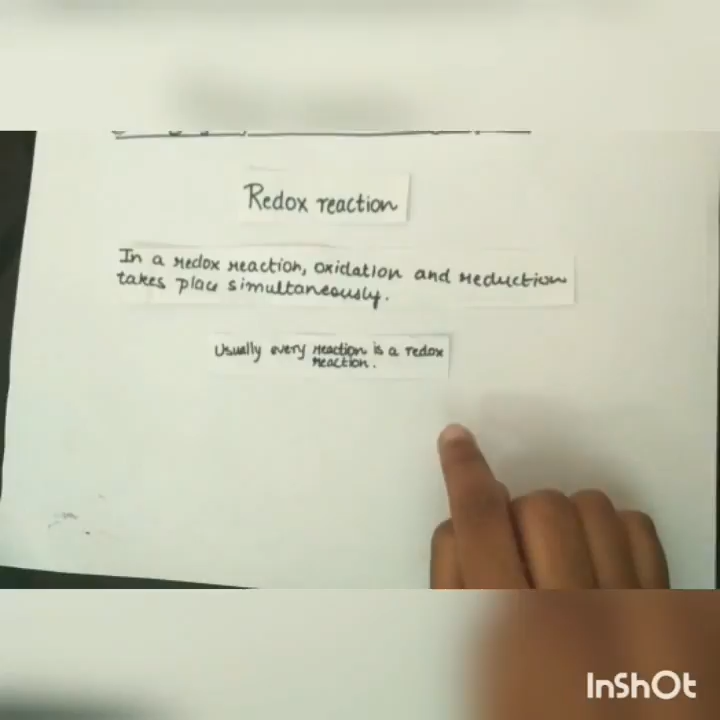 Redox reaction
In a redox reaction, oxidation and reduction
takes place simultaneously.
Usually every reaction is a redox
reaction.
InShOt